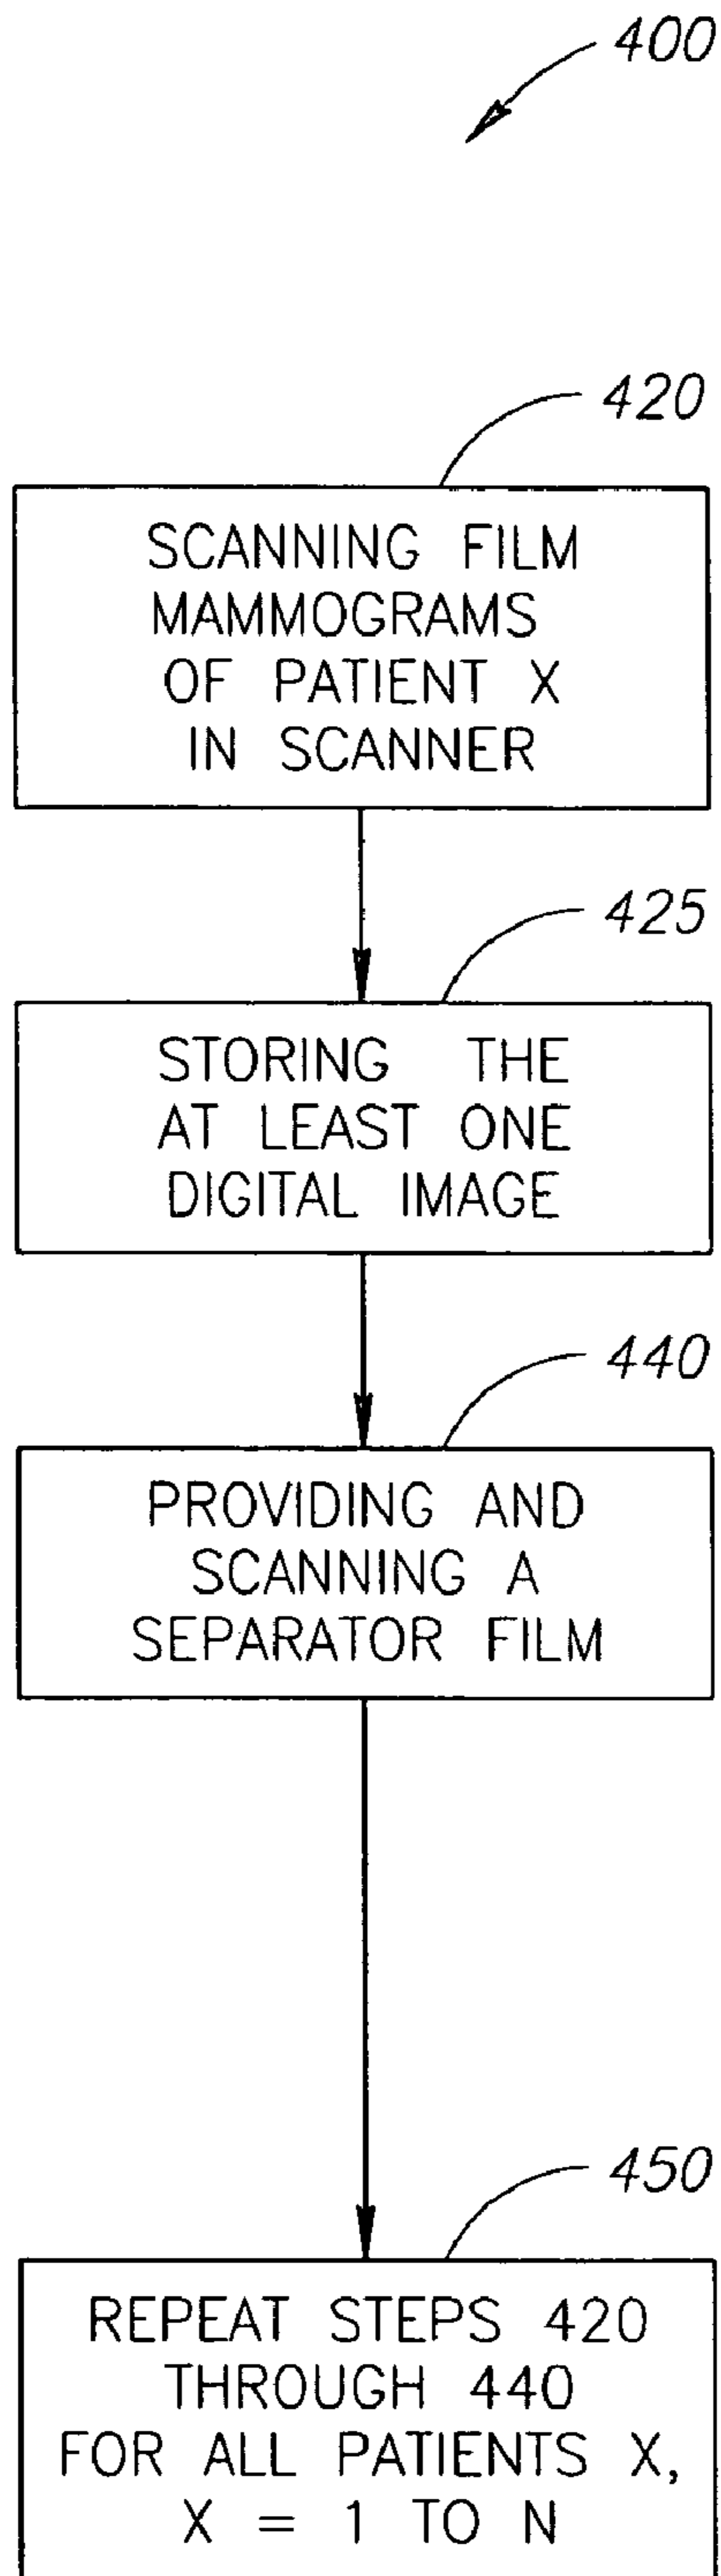 400
420
SCANNING FILM
MAMMOGRAMS
OF PATIENT X
IN SCANNER
425
STORING THE
AT LEAST ONE
DIGITAL IMAGE
440
PROVIDING AND
SCANNING A
SEPARATOR FILM
450
REPEAT STEPS 420
THROUGH 440
FOR ALL PATIENTS X,
X = 1 TO N